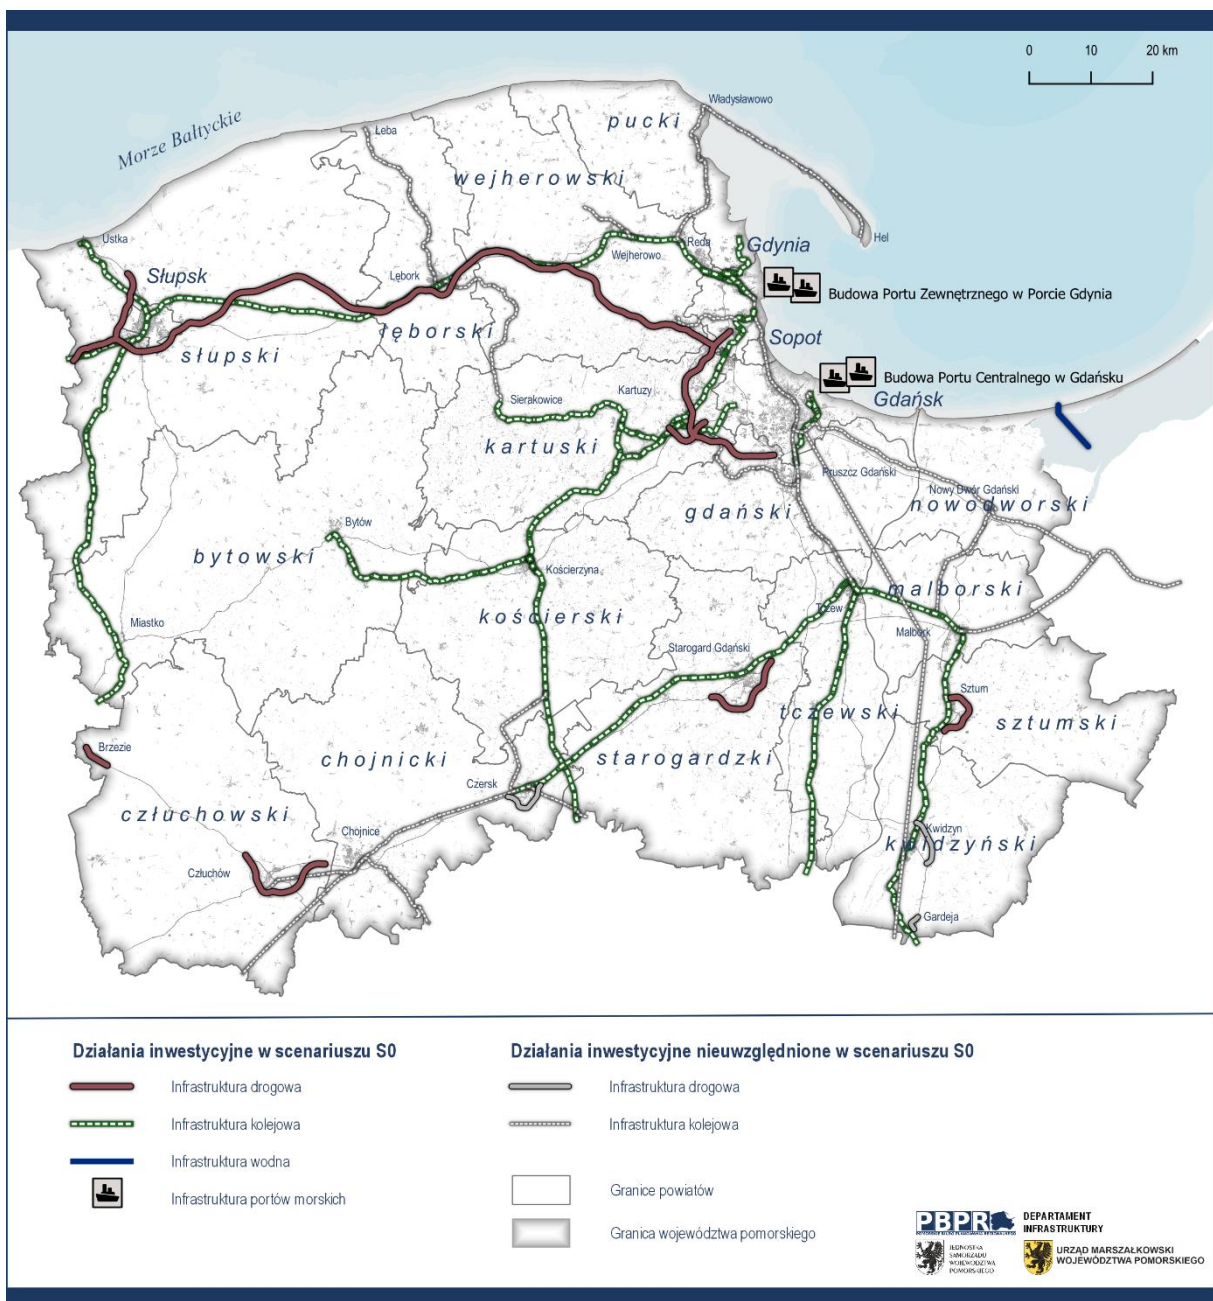 0 10 20 km
Władysławowo
pucki
Łeba
Morze Bałtyckie
wejherowski
Ustka
Hel
Reda
Gdynia
Wejherowo
Słupsk
Lębork
Budowa Portu Zewnętrznego w Porcie Gdynia
łęborski
Sopot
słupski
Budowa Portu Centralnego w Gdańsku
Kartuzy
Sierakowice
Gdańsk
kartuski
Pruszcz Gdański
Nowy Dwór Gdański
nowodworski
gdański
Bytów
bytowski
Kościerzyna
malborski
kościerski
Tczew
Miastko
Malbork
Starogard Gdański
Sztum
tczewski
sztumski
Brzezie
chojnicki
starogardzki
Czersk
człuchowski
Chojnice
Kwidzyn
kwidzyński
Człuchów
Gardeja
Działania inwestycyjne w scenariuszu S0
Infrastruktura drogowa
Infrastruktura kolejowa
Infrastruktura wodna
Infrastruktura portów morskich
Działania inwestycyjne nieuwzględnione w scenariuszu S0
Infrastruktura drogowa
Infrastruktura kolejowa
Granice powiatów
Granica województwa pomorskiego
PBPR
DEPARTAMENT
INFRASTRUKTURY
JEDNOSTKA
SAMORZĄDU
WOJEWÓDZTWA
POMORSKIEGO
URZĄD MARSZAŁKOWSKI
WOJEWÓDZTWA POMORSKIEGO